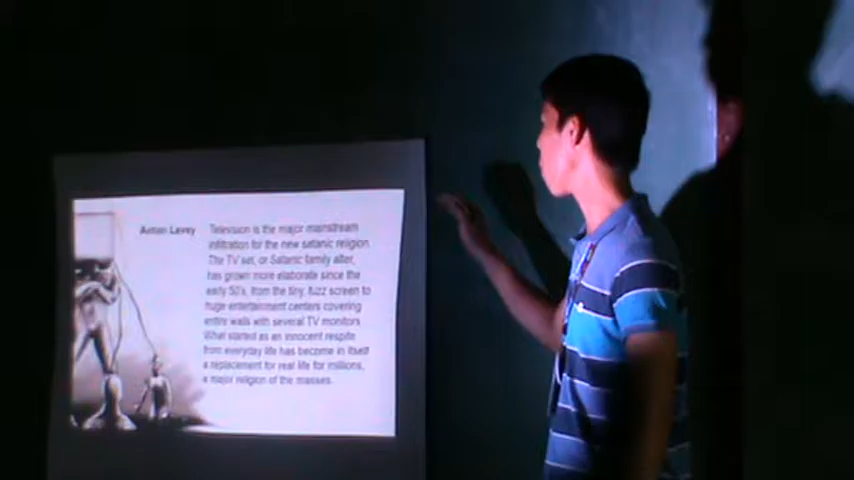 Anton Lavey
Television is the major mainstream
infiltration for the new satanic religion.
The TV set, or Satanic family alter,
has grown more elaborate since the
early 50's, from the tiny, fuzz screen to
huge entertainment centers covering
entire walls with several TV monitors.
What started as an innocent respite
from everyday life has become in itself
a replacement for real life for millions,
a major religion of the masses.